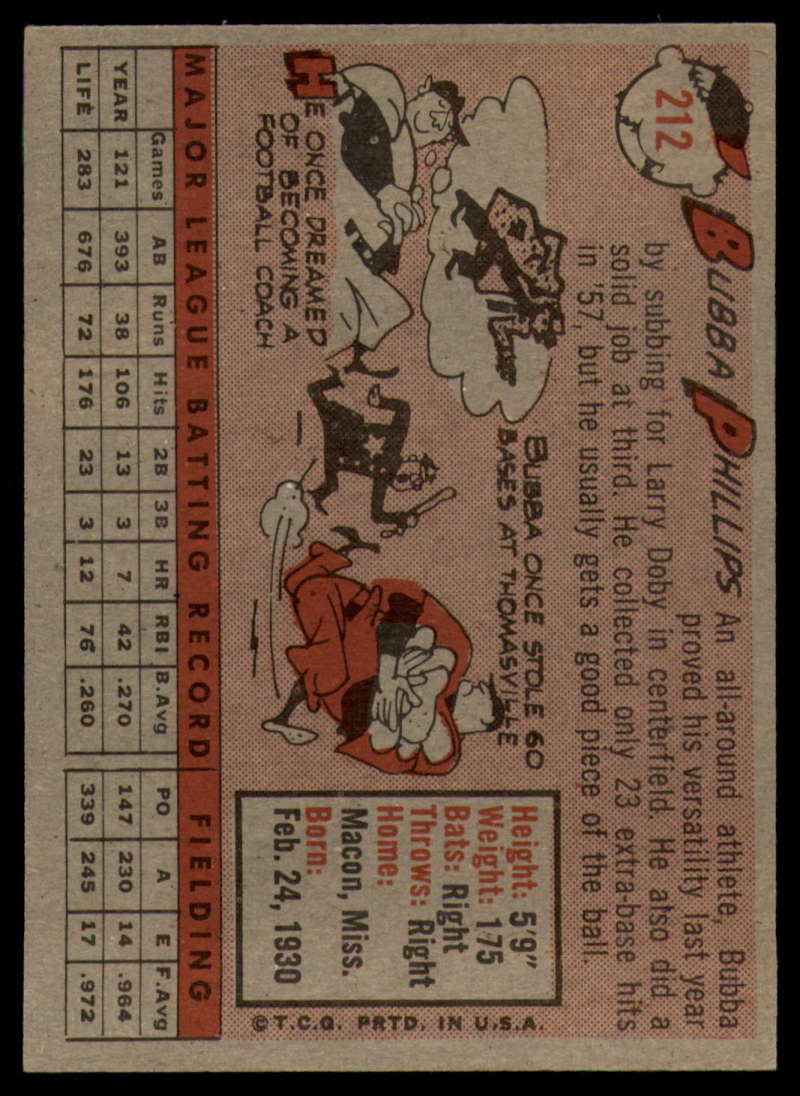 212
BUBBA PHILLIPS An all-around athlete, Bubba
proved his versatility last year
by subbing for Larry Doby in centerfield. He also did a
solid job at third. He collected only 23 extra-base hits
in '57, but he usually gets a good piece of the ball.
HE ONCE DREAMED
OF BECOMING A
FOOTBALL COACH
BUBBA ONCE STOLE 60
BASES AT THOMASVILLE
Height: 5'9"
Weight: 175
Bats: Right
Throws: Right
Home:
Macon, Miss.
Born:
Feb. 24, 1930
©T.C.G. PRTD. IN U.S.A.
MAJOR LEAGUE BATTING RECORD FIELDING
Games AB Runs Hits 2B 3B HR RBI B.Avg PO A E F.Avg
YEAR 121 393 38 106 13 3 7 42 .270 147 230 14 .964
LIFE 283 676 72 176 23 3 12 76 .260 339 245 17 .972